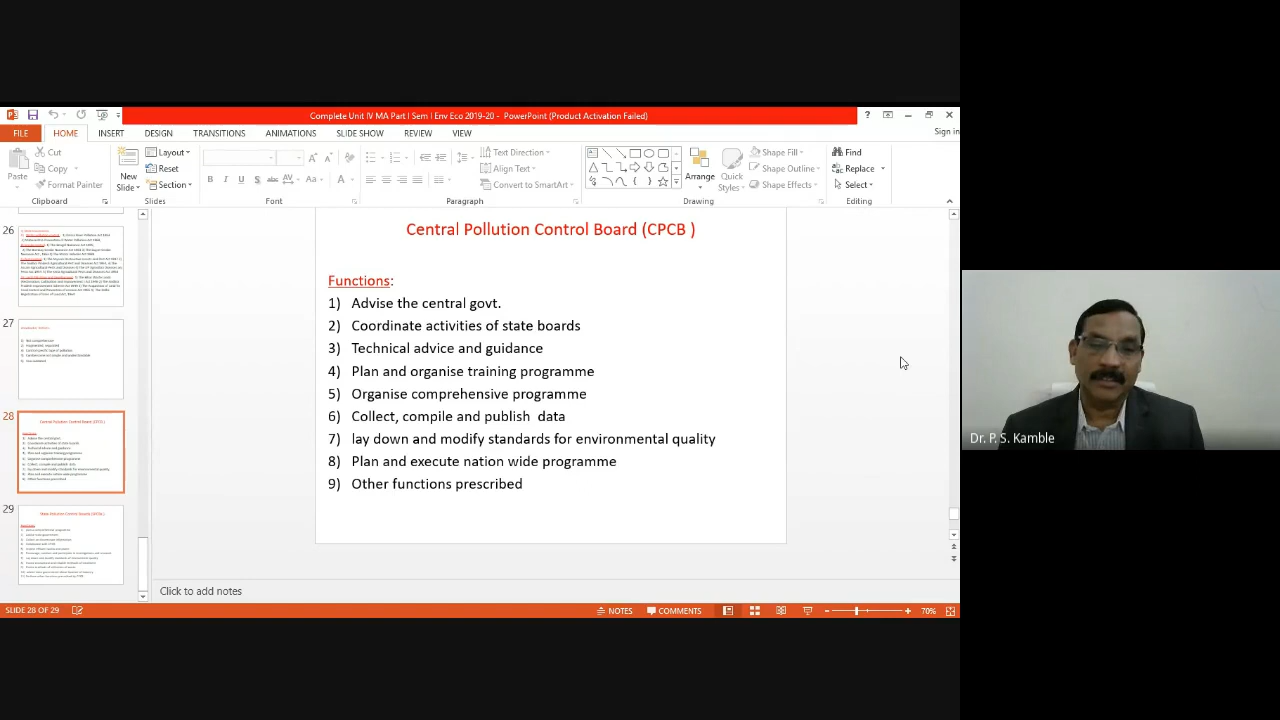 Complete Unit IV MA Part I Sem i Env Eco 2019-20 - PowerPoint (Product Activation Failed)
FILE HOME INSERT DESIGN TRANSITIONS ANIMATIONS SLIDE SHOW REVIEW VIEW Sign in
Paste
Cut
Copy
Format Painter
Clipboard
New Slide
Layout
Reset
Section
Slides
Font
Text Direction
Align Text
Convert to SmartArt
Paragraph
Arrange
Quick Styles
Shape Fill
Shape Outline
Shape Effects
Drawing
Find
Replace
Select
Editing
26
27
28
29
Central Pollution Control Board (CPCB )
Functions:
1) Advise the central govt.
2) Coordinate activities of state boards
3) Technical advice and guidance
4) Plan and organise training programme
5) Organise comprehensive programme
6) Collect, compile and publish data
7) lay down and modify sandards for environmental quality
8) Plan and execute nation wide programme
9) Other functions prescribed
Click to add notes
SLIDE 28 OF 29 NOTES COMMENTS 70%
Dr. P. S. Kamble